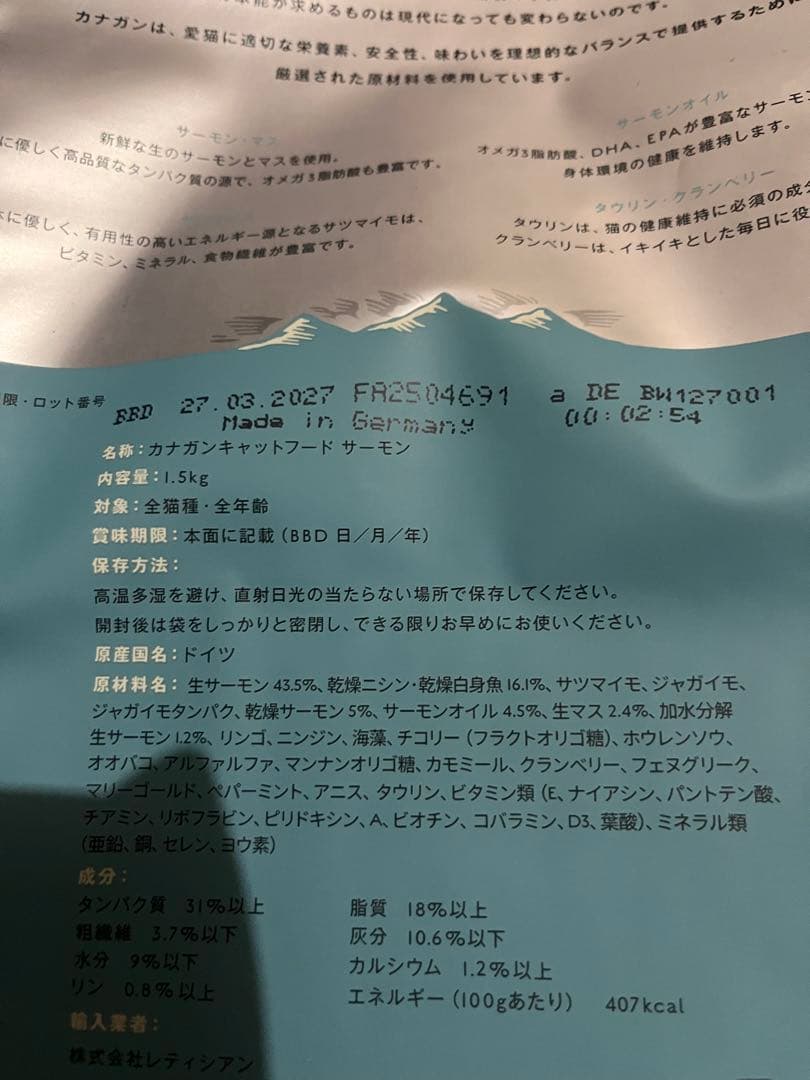 能が求めるものは現代になっても変わらないのです。
カナガンは、愛猫に適切な栄養素、安全性、味わいを理想的なバランスで提供するために
厳選された原材料を使用しています。
サーモン・マス
新鮮な生のサーモンとマスを使用。
に優しく高品質なタンパク質の源で、オメガ3脂肪酸も豊富です。
サーモンオイル
オメガ3脂肪酸、DHA、EPAが豊富なサーモン
身体環境の健康を維持します。
に優しく、有用性の高いエネルギー源となるサツマイモは、
ビタミン、ミネラル、食物繊維が豊富です。
タウリン・クランベリー
タウリンは、猫の健康維持に必須の成分
クランベリーは、イキイキとした毎日に役
限・ロット番号
BBD 27.03.2027 FA2504691 a DE BW127001
Made in Germany 00:02:54
名称：カナガンキャットフード サーモン
内容量：1.5kg
対象：全猫種・全年齢
賞味期限：本面に記載（BBD 日／月／年）
保存方法：
高温多湿を避け、直射日光の当たらない場所で保存してください。
開封後は袋をしっかりと密閉し、できる限りお早めにお使いください。
原産国名：ドイツ
原材料名：生サーモン 43.5%、乾燥ニシン・乾燥白身魚 16.1%、サツマイモ、ジャガイモ、
ジャガイモタンパク、乾燥サーモン 5%、サーモンオイル 4.5%、生マス 2.4%、加水分解
生サーモン 1.2%、リンゴ、ニンジン、海藻、チコリー（フラクトオリゴ糖）、ホウレンソウ、
オオバコ、アルファルファ、マンナンオリゴ糖、カモミール、クランベリー、フェヌグリーク、
マリーゴールド、ペパーミント、アニス、タウリン、ビタミン類（E、ナイアシン、パントテン酸、
チアミン、リボフラビン、ピリドキシン、A、ビオチン、コバラミン、D3、葉酸）、ミネラル類
（亜鉛、銅、セレン、ヨウ素）
成分：
タンパク質 31%以上 脂質 18%以上
粗繊維 3.7%以下 灰分 10.6%以下
水分 9%以下 カルシウム 1.2%以上
リン 0.8%以上 エネルギー（100gあたり） 407kcal
輸入業者：
株式会社レティシアン